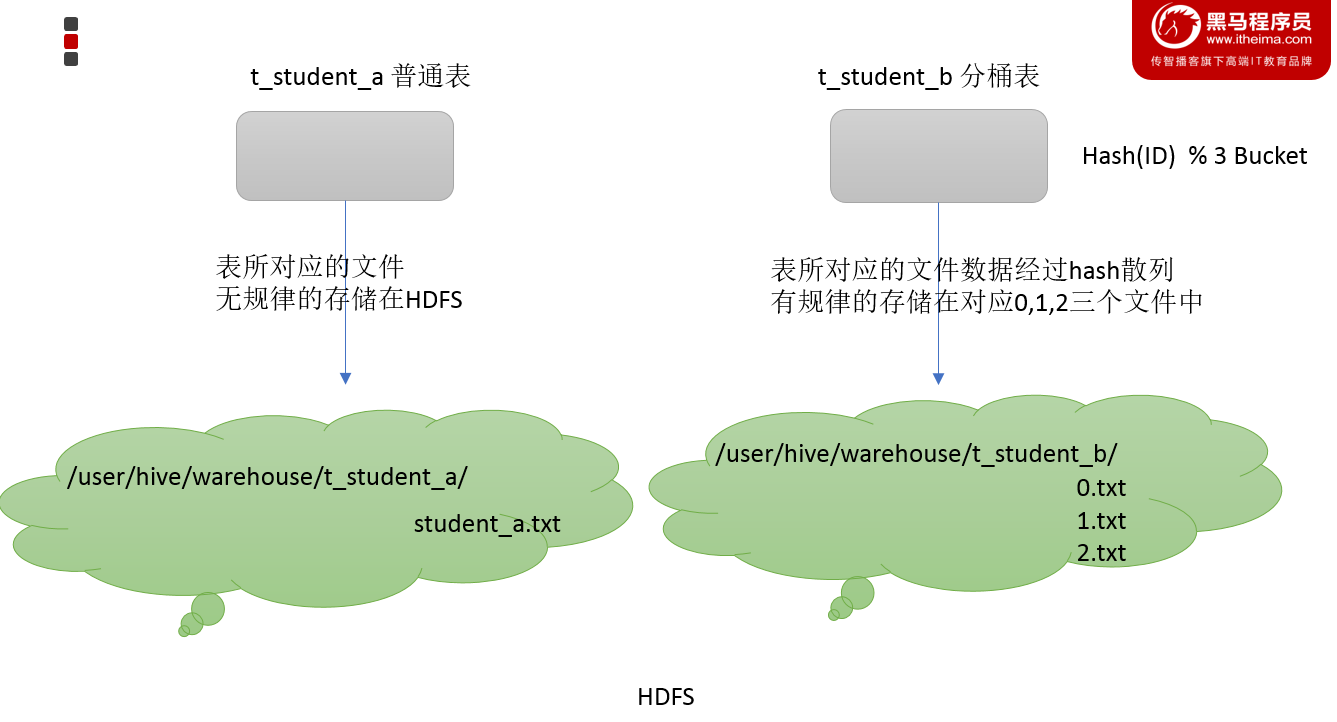 黑马程序员
www.itheima.com
传智播客旗下高端IT教育品牌
t_student_a 普通表
t_student_b 分桶表
Hash(ID) % 3 Bucket
表所对应的文件
无规律的存储在HDFS
表所对应的文件数据经过hash散列
有规律的存储在对应0,1,2三个文件中
/user/hive/warehouse/t_student_a/
student_a.txt
/user/hive/warehouse/t_student_b/
0.txt
1.txt
2.txt
HDFS